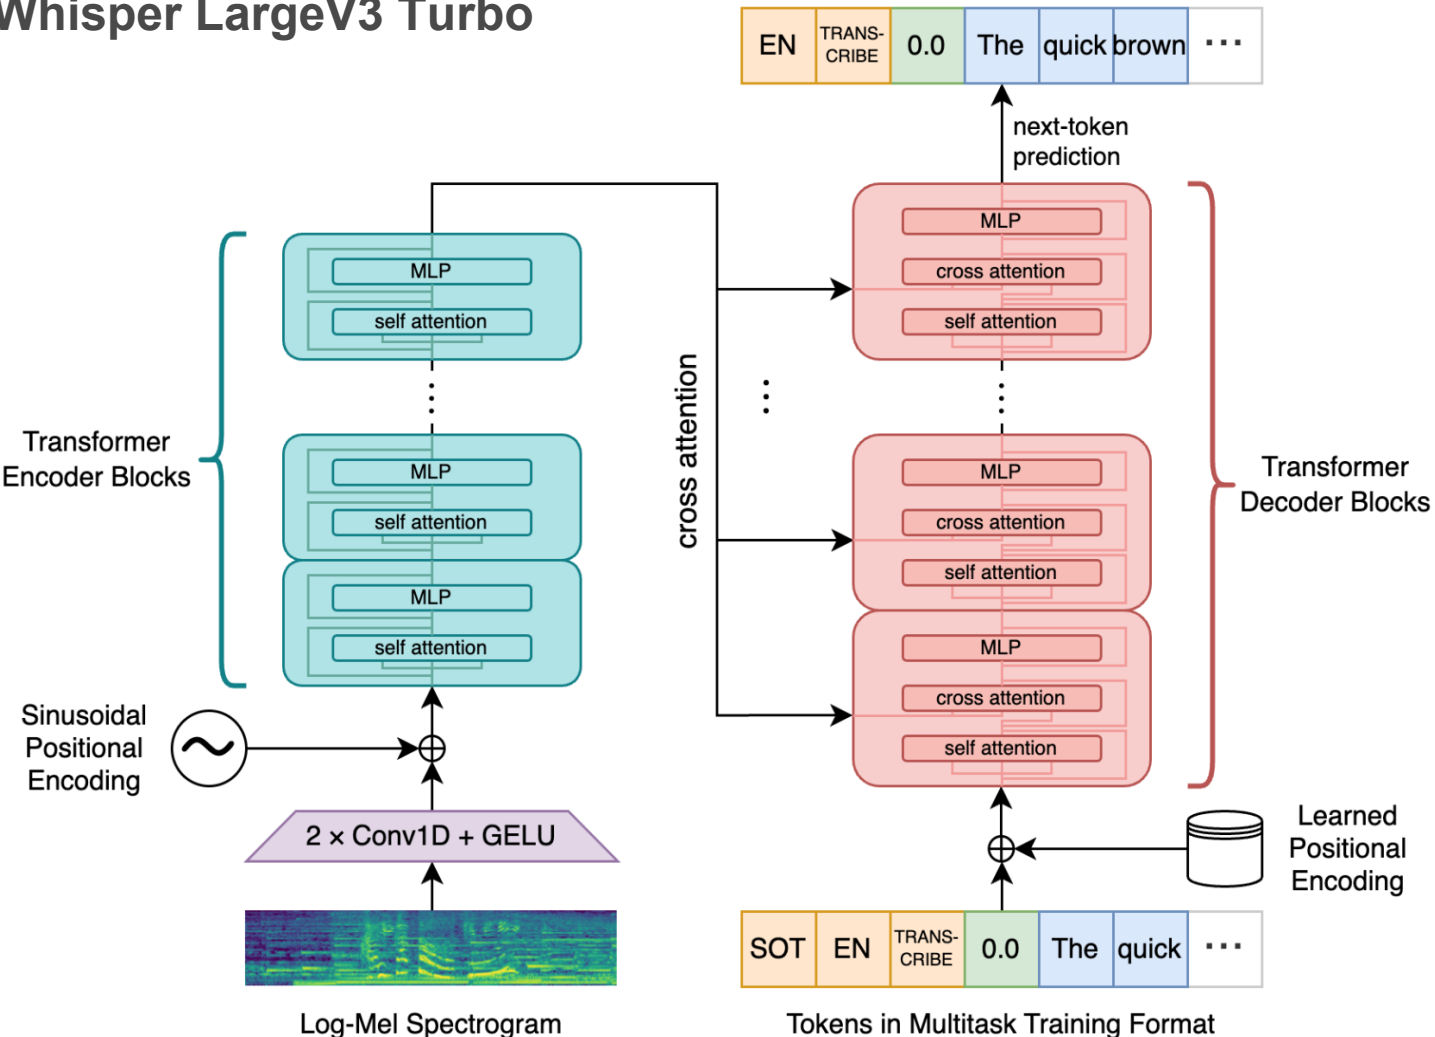 Whisper LargeV3 Turbo
EN TRANS-CRIBE 0.0 The quick brown ...
next-token
prediction
MLP
cross attention
self attention
MLP
self attention
cross attention
Transformer
Encoder Blocks
MLP
self attention
MLP
self attention
MLP
cross attention
self attention
MLP
cross attention
self attention
Transformer
Decoder Blocks
Sinusoidal
Positional
Encoding
2 × Conv1D + GELU
Learned
Positional
Encoding
SOT EN TRANS-CRIBE 0.0 The quick ...
Log-Mel Spectrogram
Tokens in Multitask Training Format